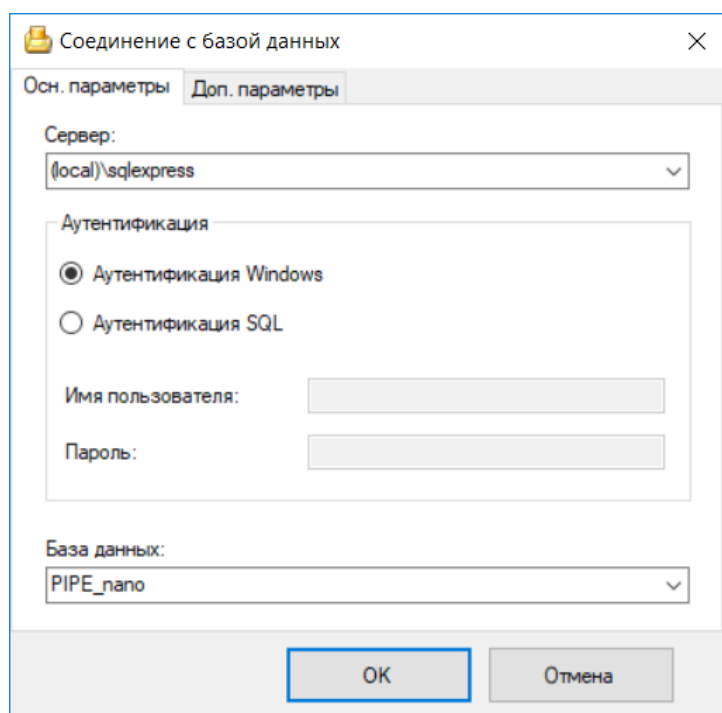 Соединение с базой данных
Осн. параметры Доп. параметры
Сервер:
(local)\sqlexpress
Аутентификация
Аутентификация Windows
Аутентификация SQL
Имя пользователя:
Пароль:
База данных:
PIPE_nano
OK Отмена